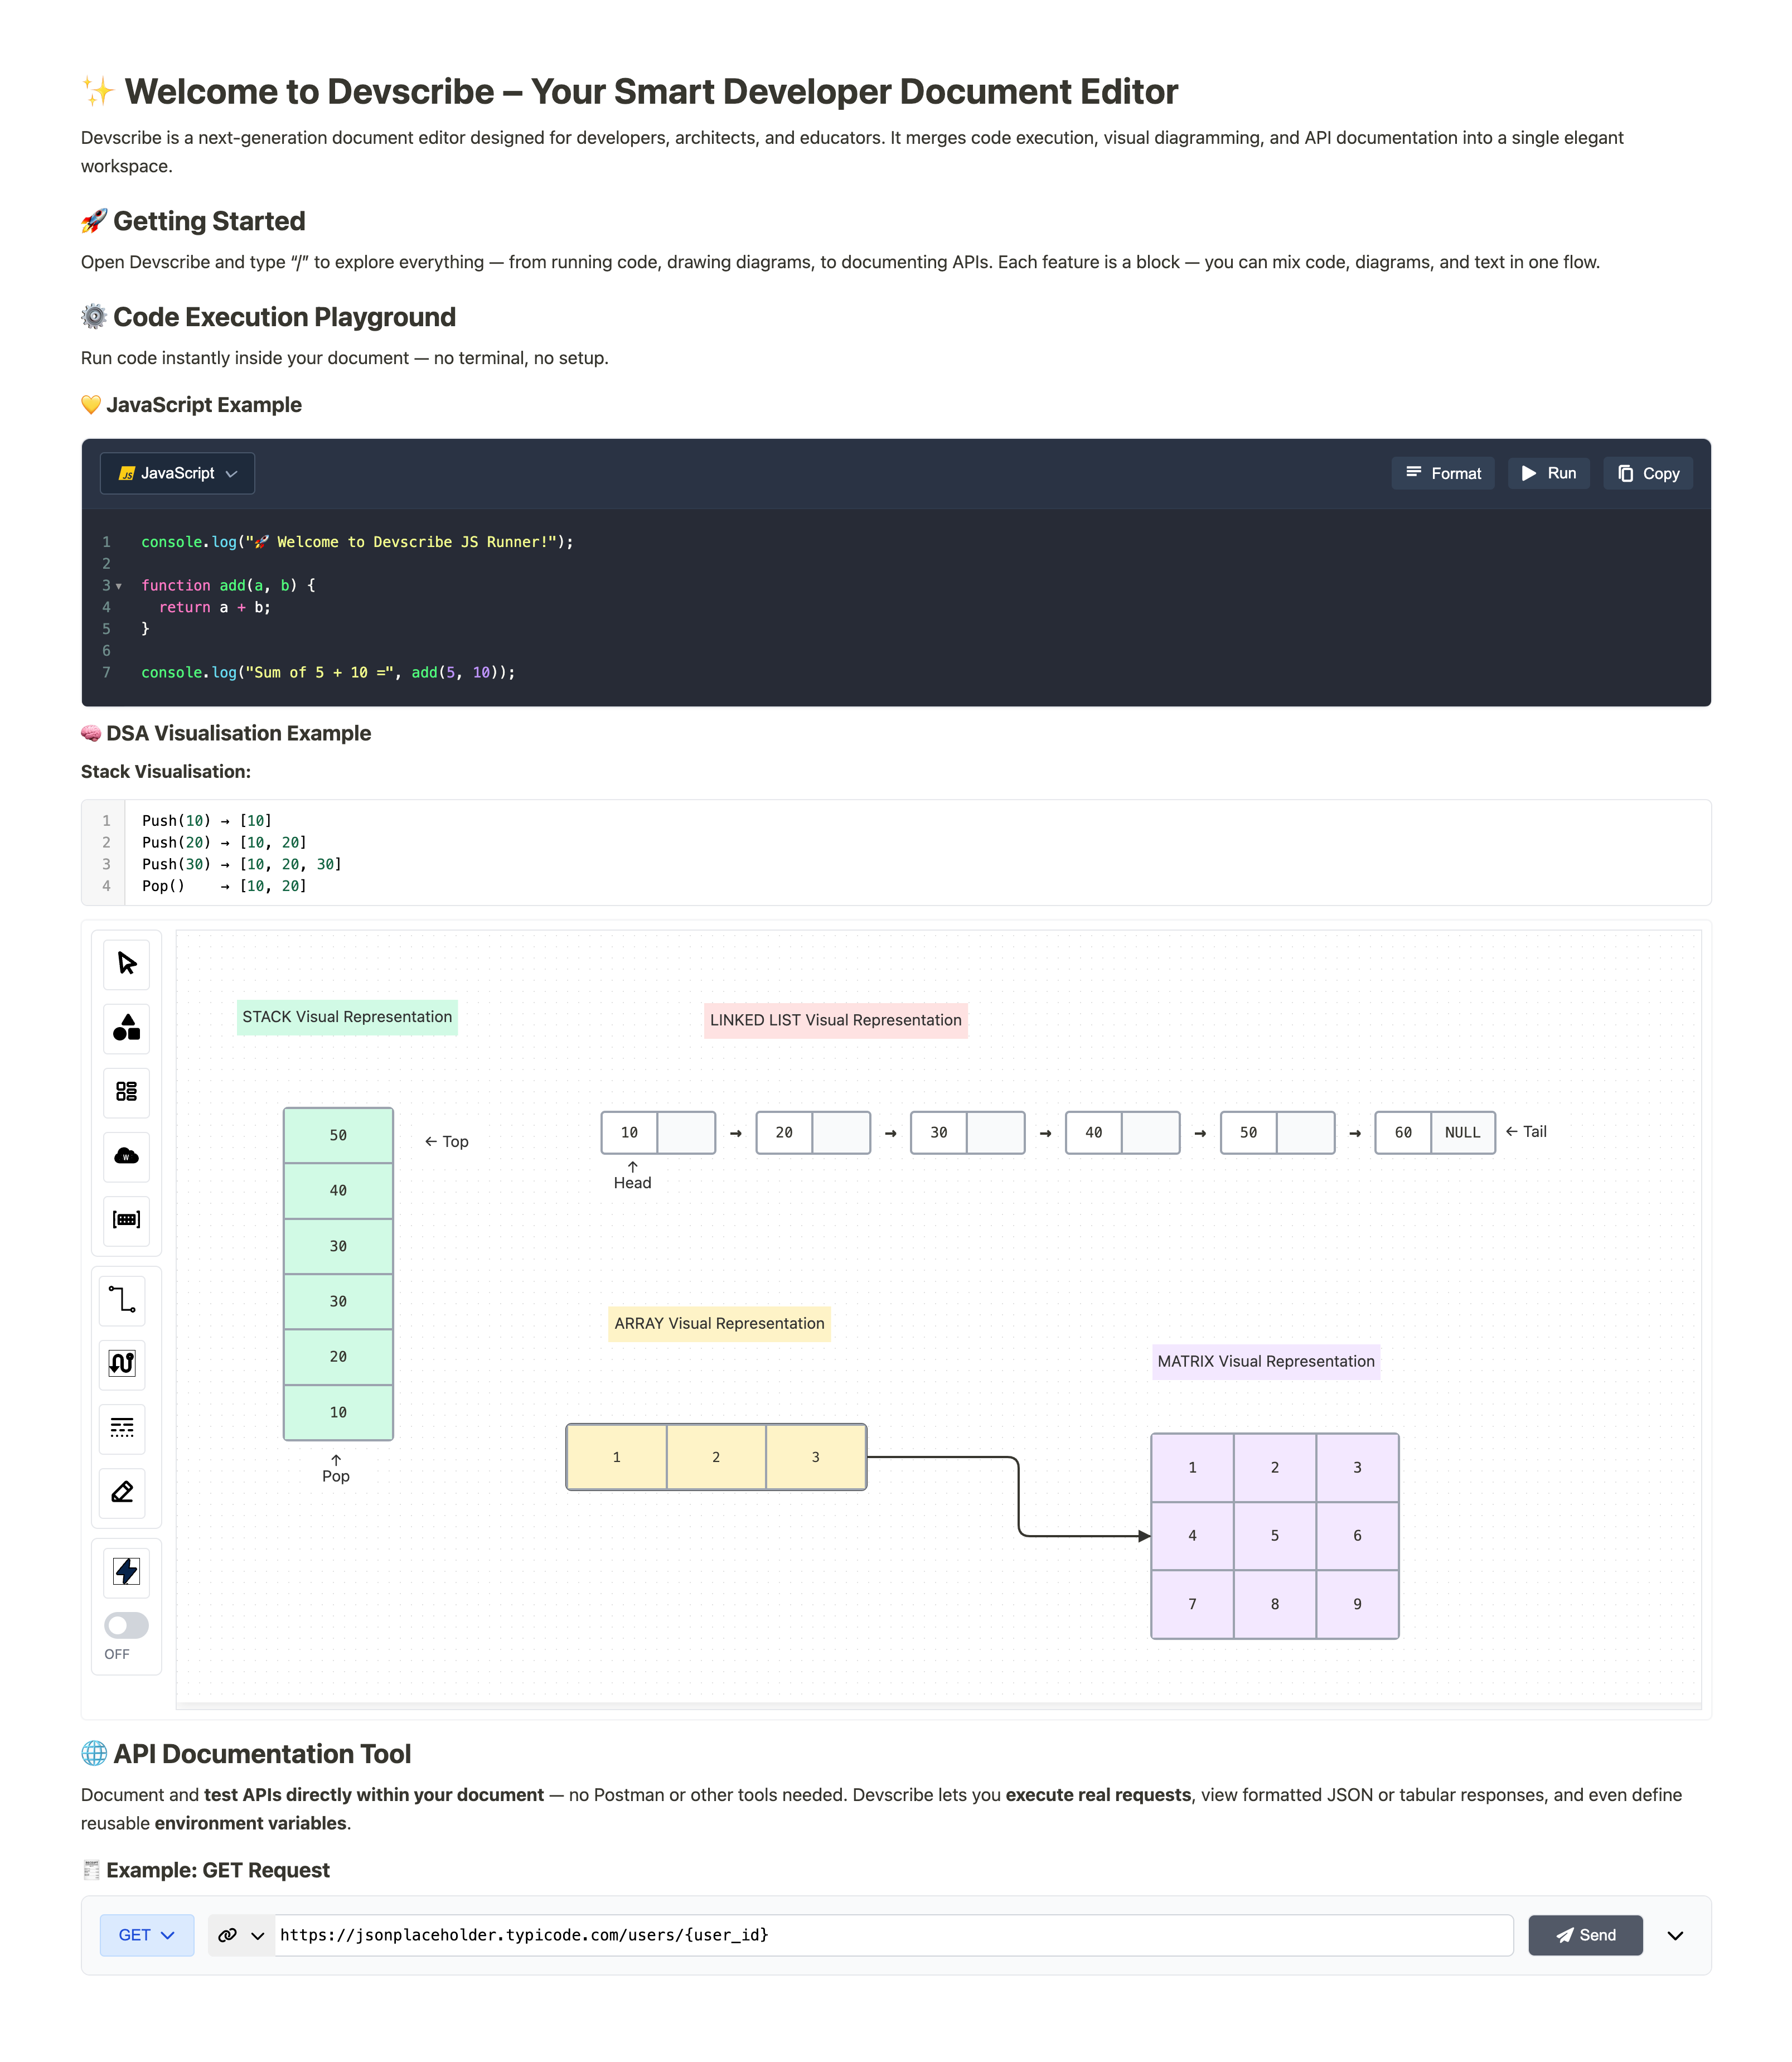 ✨ Welcome to Devscribe – Your Smart Developer Document Editor
Devscribe is a next-generation document editor designed for developers, architects, and educators. It merges code execution, visual diagramming, and API documentation into a single elegant
workspace.
🚀 Getting Started
Open Devscribe and type “/” to explore everything — from running code, drawing diagrams, to documenting APIs. Each feature is a block — you can mix code, diagrams, and text in one flow.
⚙️ Code Execution Playground
Run code instantly inside your document — no terminal, no setup.
💛 JavaScript Example
JS JavaScript
Format
Run
Copy
1 console.log("🚀 Welcome to Devscribe JS Runner!");
2
3 function add(a, b) {
4   return a + b;
5 }
6
7 console.log("Sum of 5 + 10 =", add(5, 10));
🧠 DSA Visualisation Example
Stack Visualisation:
1 Push(10) → [10]
2 Push(20) → [10, 20]
3 Push(30) → [10, 20, 30]
4 Pop()    → [10, 20]
W
OFF
STACK Visual Representation
50
40
30
30
20
10
← Top
↑
Pop
LINKED LIST Visual Representation
10 → 20 → 30 → 40 → 50 → 60 NULL ← Tail
↑
Head
ARRAY Visual Representation
1 2 3
MATRIX Visual Representation
1 2 3
4 5 6
7 8 9
🌐 API Documentation Tool
Document and test APIs directly within your document — no Postman or other tools needed. Devscribe lets you execute real requests, view formatted JSON or tabular responses, and even define
reusable environment variables.
🧾 Example: GET Request
GET
https://jsonplaceholder.typicode.com/users/{user_id}
Send